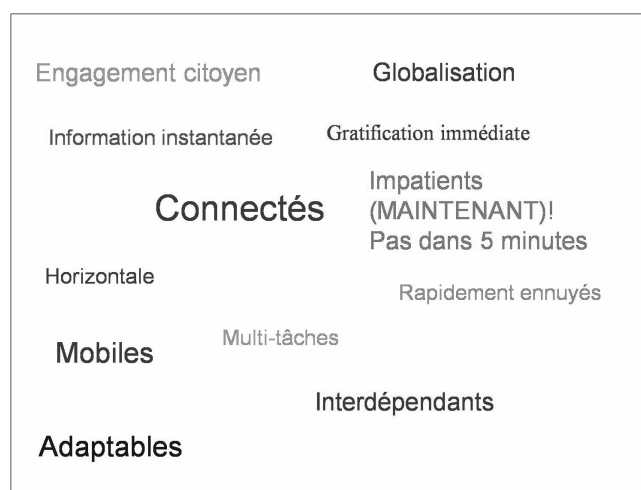 Engagement citoyen
Globalisation
Information instantanée
Gratification immédiate
Connectés
Impatients
(MAINTENANT)!
Pas dans 5 minutes
Horizontale
Rapidement ennuyés
Multi-tâches
Mobiles
Interdépendants
Adaptables